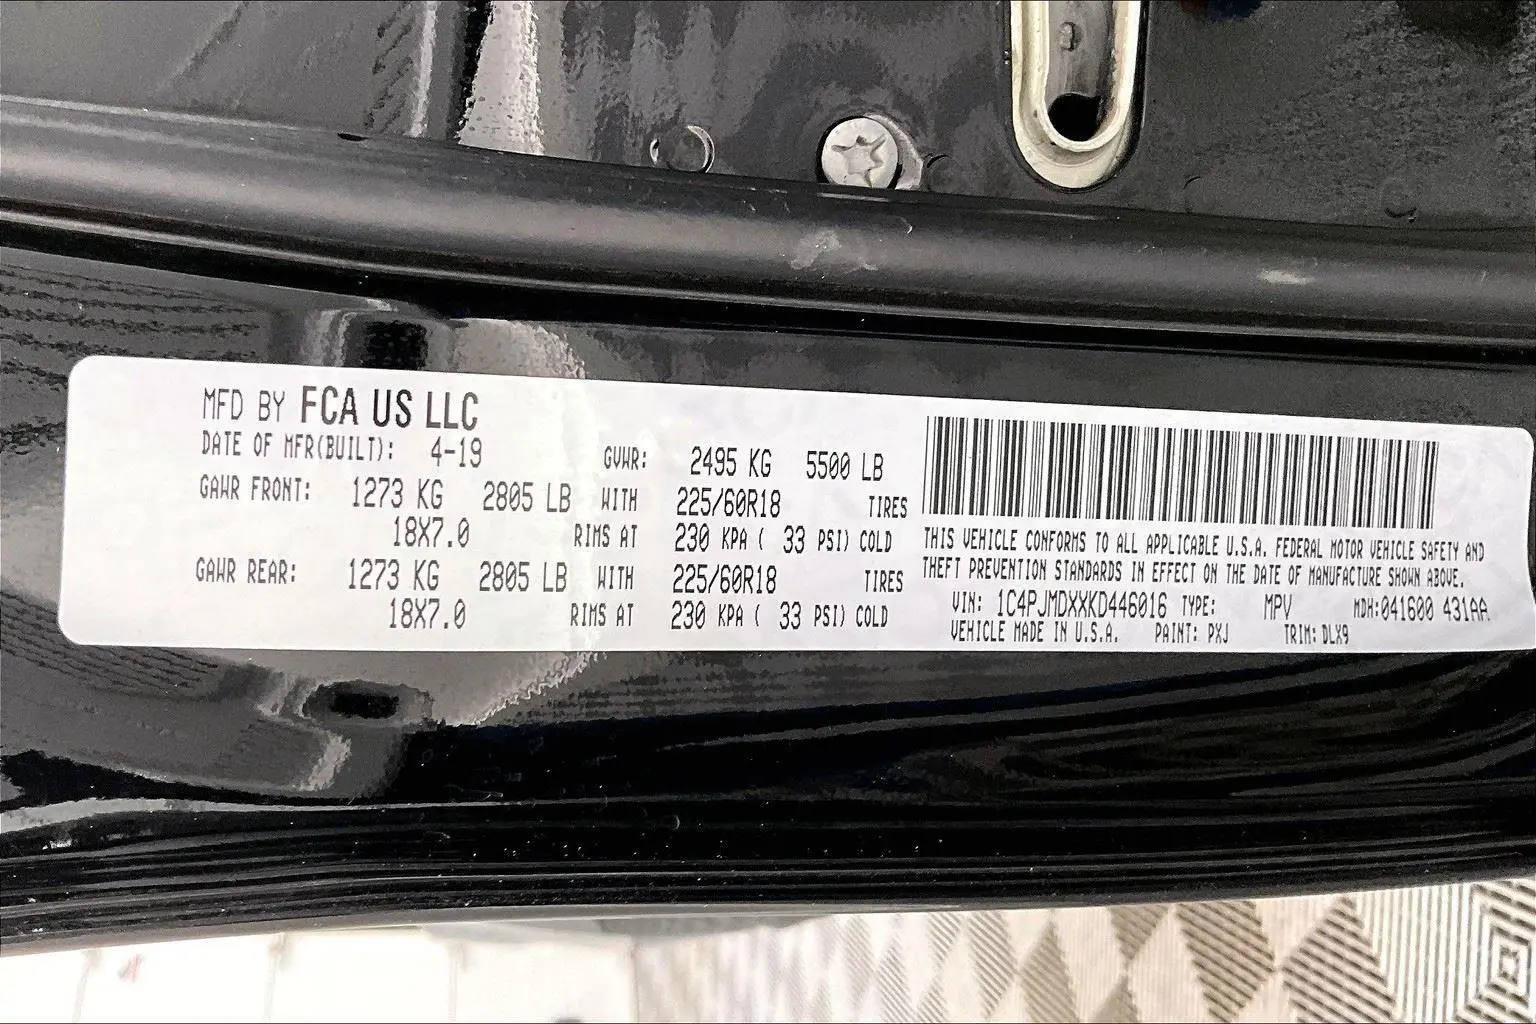 MFD BY FCA US LLC
DATE OF MFR(BUILT): 4-19 GVWR: 2495 KG 5500 LB
GAWR FRONT: 1273 KG 2805 LB WITH 225/60R18 TIRES
18X7.0 RIMS AT 230 KPA ( 33 PSI) COLD
GAWR REAR: 1273 KG 2805 LB WITH 225/60R18 TIRES
18X7.0 RIMS AT 230 KPA ( 33 PSI) COLD
THIS VEHICLE CONFORMS TO ALL APPLICABLE U.S.A. FEDERAL MOTOR VEHICLE SAFETY AND
THEFT PREVENTION STANDARDS IN EFFECT ON THE DATE OF MANUFACTURE SHOWN ABOVE.
VIN: 1C4PJMDXXKD446016 TYPE: MPV MDH:041600 431AA
VEHICLE MADE IN U.S.A. PAINT: PXJ TRIM: DLX9